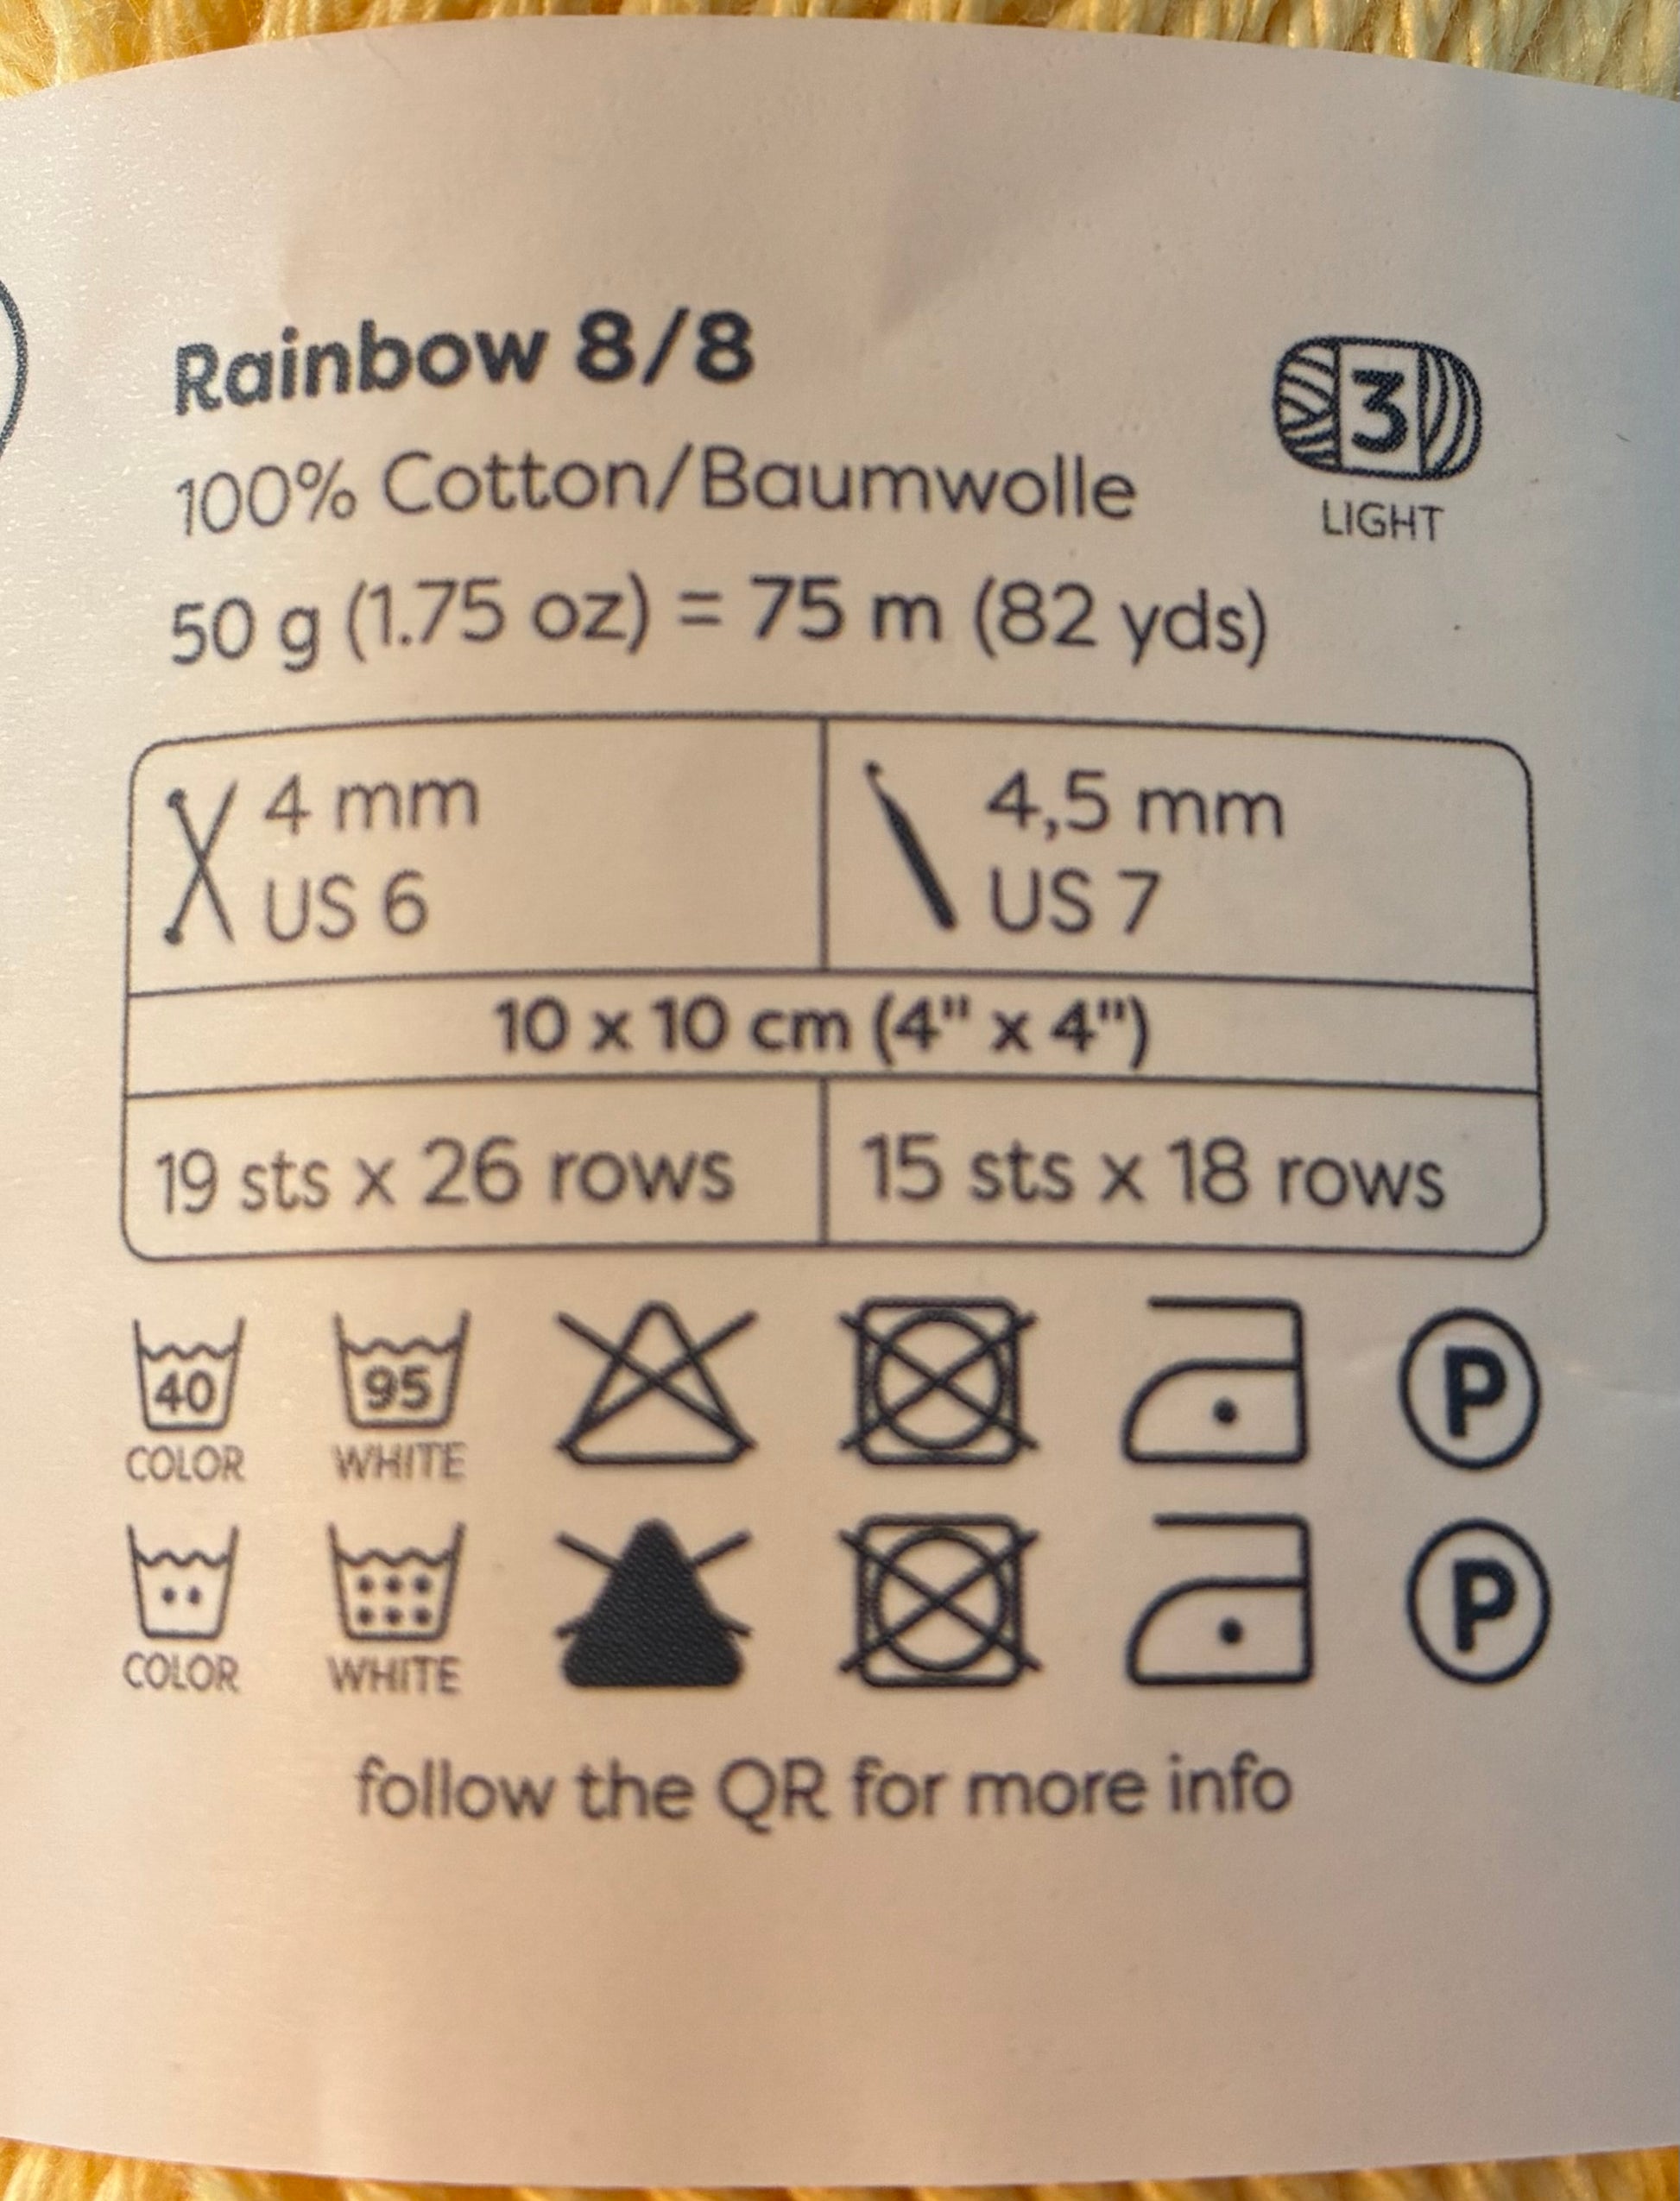 Rainbow 8/8
3
LIGHT
100% Cotton/Baumwolle
50 g (1.75 oz) = 75 m (82 yds)
4 mm
US 6
4,5 mm
US 7
10 x 10 cm (4" x 4")
19 sts x 26 rows
15 sts x 18 rows
40
COLOR
95
WHITE
P
COLOR
WHITE
P
follow the QR for more info